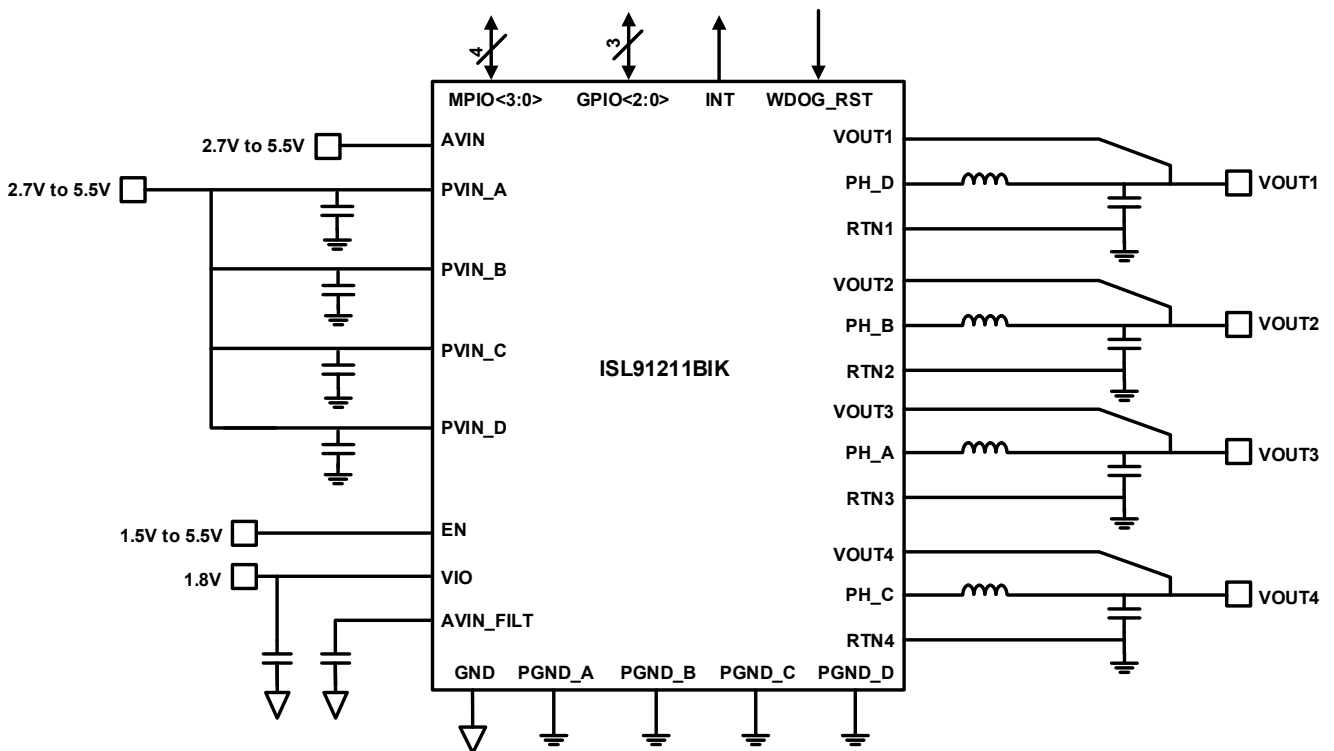 4
3
MPIO<3:0> GPIO<2:0> INT WDOG_RST
2.7V to 5.5V
AVIN
VOUT1
2.7V to 5.5V
PVIN_A
PH_D
VOUT1
RTN1
PVIN_B
VOUT2
PH_B
VOUT2
PVIN_C
ISL91211BIK
RTN2
VOUT3
PVIN_D
PH_A
VOUT3
RTN3
1.5V to 5.5V
EN
VOUT4
1.8V
VIO
PH_C
VOUT4
AVIN_FILT
RTN4
GND PGND_A PGND_B PGND_C PGND_D